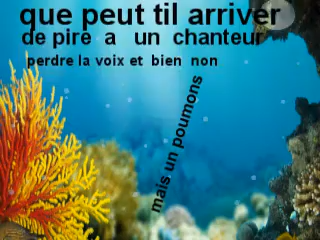 que peut til arriver
de pire a un chanteur
perdre la voix et bien non
mais un poumons